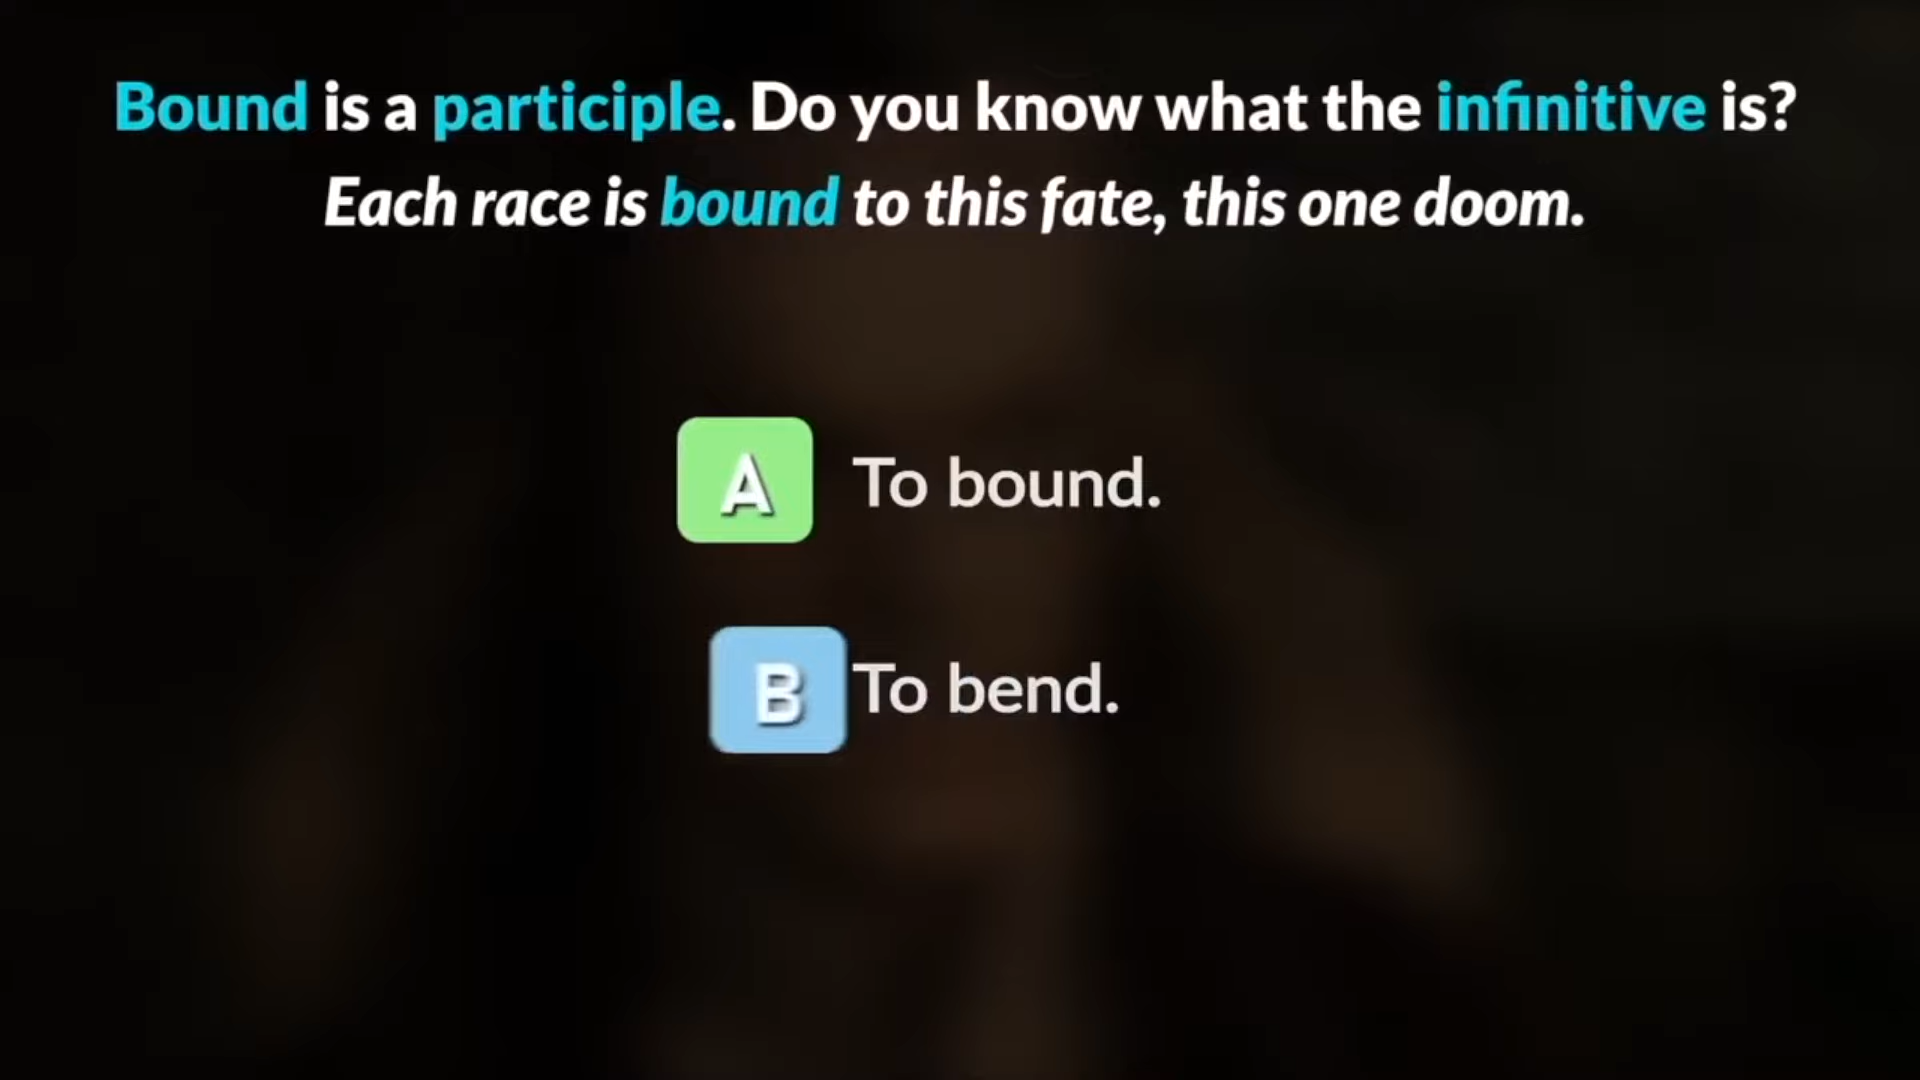 Bound is a participle. Do you know what the infinitive is?
Each race is bound to this fate, this one doom.
A To bound.
B To bend.